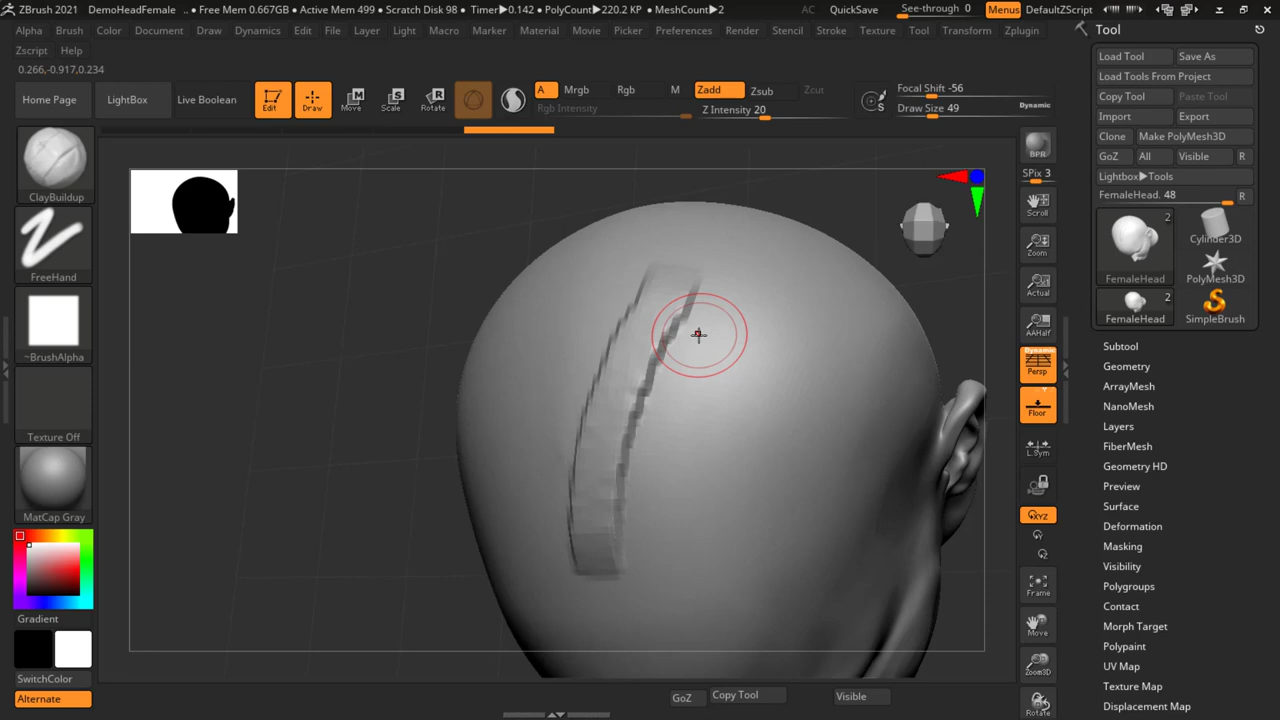 ZBrush 2021 DemoHeadFemale .. • Free Mem 0.667GB • Active Mem 499 • Scratch Disk 98 • Timer▶0.142 • PolyCount▶220.2 KP • MeshCount▶2 AC QuickSave See-through 0 Menus DefaultZScript
Alpha Brush Color Document Draw Dynamics Edit File Layer Light Macro Marker Material Movie Picker Preferences Render Stencil Stroke Texture Tool Transform Zplugin
Zscript Help
0.266,-0.917,0.234
Home Page LightBox Live Boolean
Edit Draw Move Scale Rotate
A Mrgb Rgb M
Rgb Intensity
Zadd Zsub Zcut
Z Intensity 20
Focal Shift -56
Draw Size 49 Dynamic
ClayBuildup
FreeHand
~BrushAlpha
Texture Off
MatCap Gray
Gradient
SwitchColor
Alternate
BPR
SPix 3
Scroll
Zoom
Actual
AAHalf
Dynamic
Persp
Floor
L.Sym
XYZ
Y
Z
Frame
Move
Zoom3D
Rotate
GoZ Copy Tool Visible
Tool
Load Tool Save As
Load Tools From Project
Copy Tool Paste Tool
Import Export
Clone Make PolyMesh3D
GoZ All Visible R
Lightbox▶Tools
FemaleHead. 48 R
2
FemaleHead Cylinder3D
PolyMesh3D
2
FemaleHead SimpleBrush
Subtool
Geometry
ArrayMesh
NanoMesh
Layers
FiberMesh
Geometry HD
Preview
Surface
Deformation
Masking
Visibility
Polygroups
Contact
Morph Target
Polypaint
UV Map
Texture Map
Displacement Map